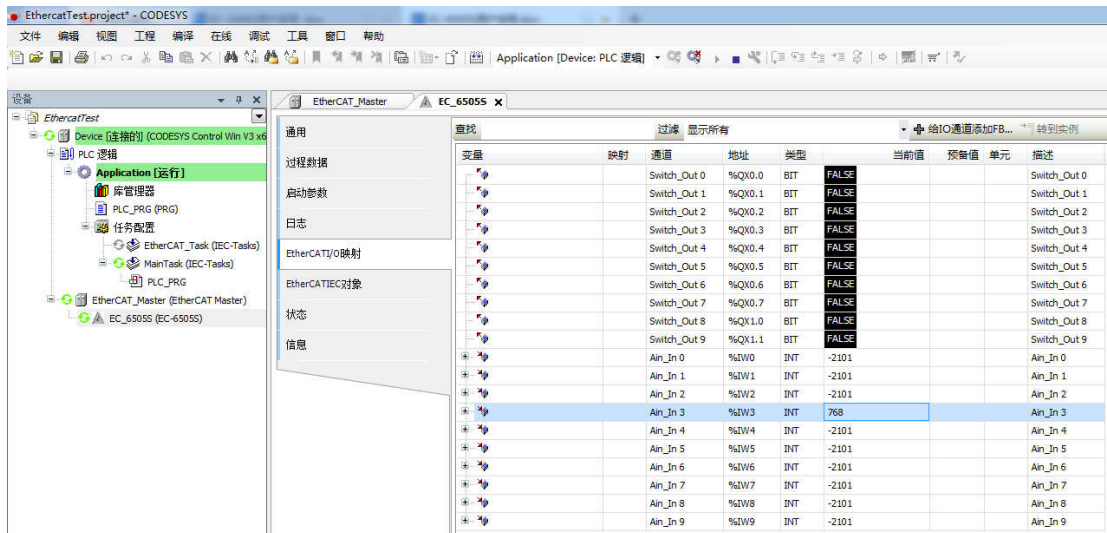 EthercatTest.project* - CODESYS
文件 编辑 视图 工程 编译 在线 调试 工具 窗口 帮助
Application [Device: PLC 逻辑]
设备
EthercatTest
Device [连接的] (CODESYS Control Win V3 x6
PLC 逻辑
Application [运行]
库管理器
PLC_PRG (PRG)
任务配置
EtherCAT_Task (IEC-Tasks)
MainTask (IEC-Tasks)
PLC_PRG
EtherCAT_Master (EtherCAT Master)
EC_6505S (EC-6505S)
EtherCAT_Master EC_6505S
通用
过程数据
启动参数
日志
EtherCATI/O映射
EtherCATIEC对象
状态
信息
查找 过滤 显示所有 给IO通道添加FB... 转到实例
变量 映射 通道 地址 类型 当前值 预备值 单元 描述
Switch_Out 0 %QX0.0 BIT FALSE Switch_Out 0
Switch_Out 1 %QX0.1 BIT FALSE Switch_Out 1
Switch_Out 2 %QX0.2 BIT FALSE Switch_Out 2
Switch_Out 3 %QX0.3 BIT FALSE Switch_Out 3
Switch_Out 4 %QX0.4 BIT FALSE Switch_Out 4
Switch_Out 5 %QX0.5 BIT FALSE Switch_Out 5
Switch_Out 6 %QX0.6 BIT FALSE Switch_Out 6
Switch_Out 7 %QX0.7 BIT FALSE Switch_Out 7
Switch_Out 8 %QX1.0 BIT FALSE Switch_Out 8
Switch_Out 9 %QX1.1 BIT FALSE Switch_Out 9
Ain_In 0 %IW0 INT -2101 Ain_In 0
Ain_In 1 %IW1 INT -2101 Ain_In 1
Ain_In 2 %IW2 INT -2101 Ain_In 2
Ain_In 3 %IW3 INT 768 Ain_In 3
Ain_In 4 %IW4 INT -2101 Ain_In 4
Ain_In 5 %IW5 INT -2101 Ain_In 5
Ain_In 6 %IW6 INT -2101 Ain_In 6
Ain_In 7 %IW7 INT -2101 Ain_In 7
Ain_In 8 %IW8 INT -2101 Ain_In 8
Ain_In 9 %IW9 INT -2101 Ain_In 9